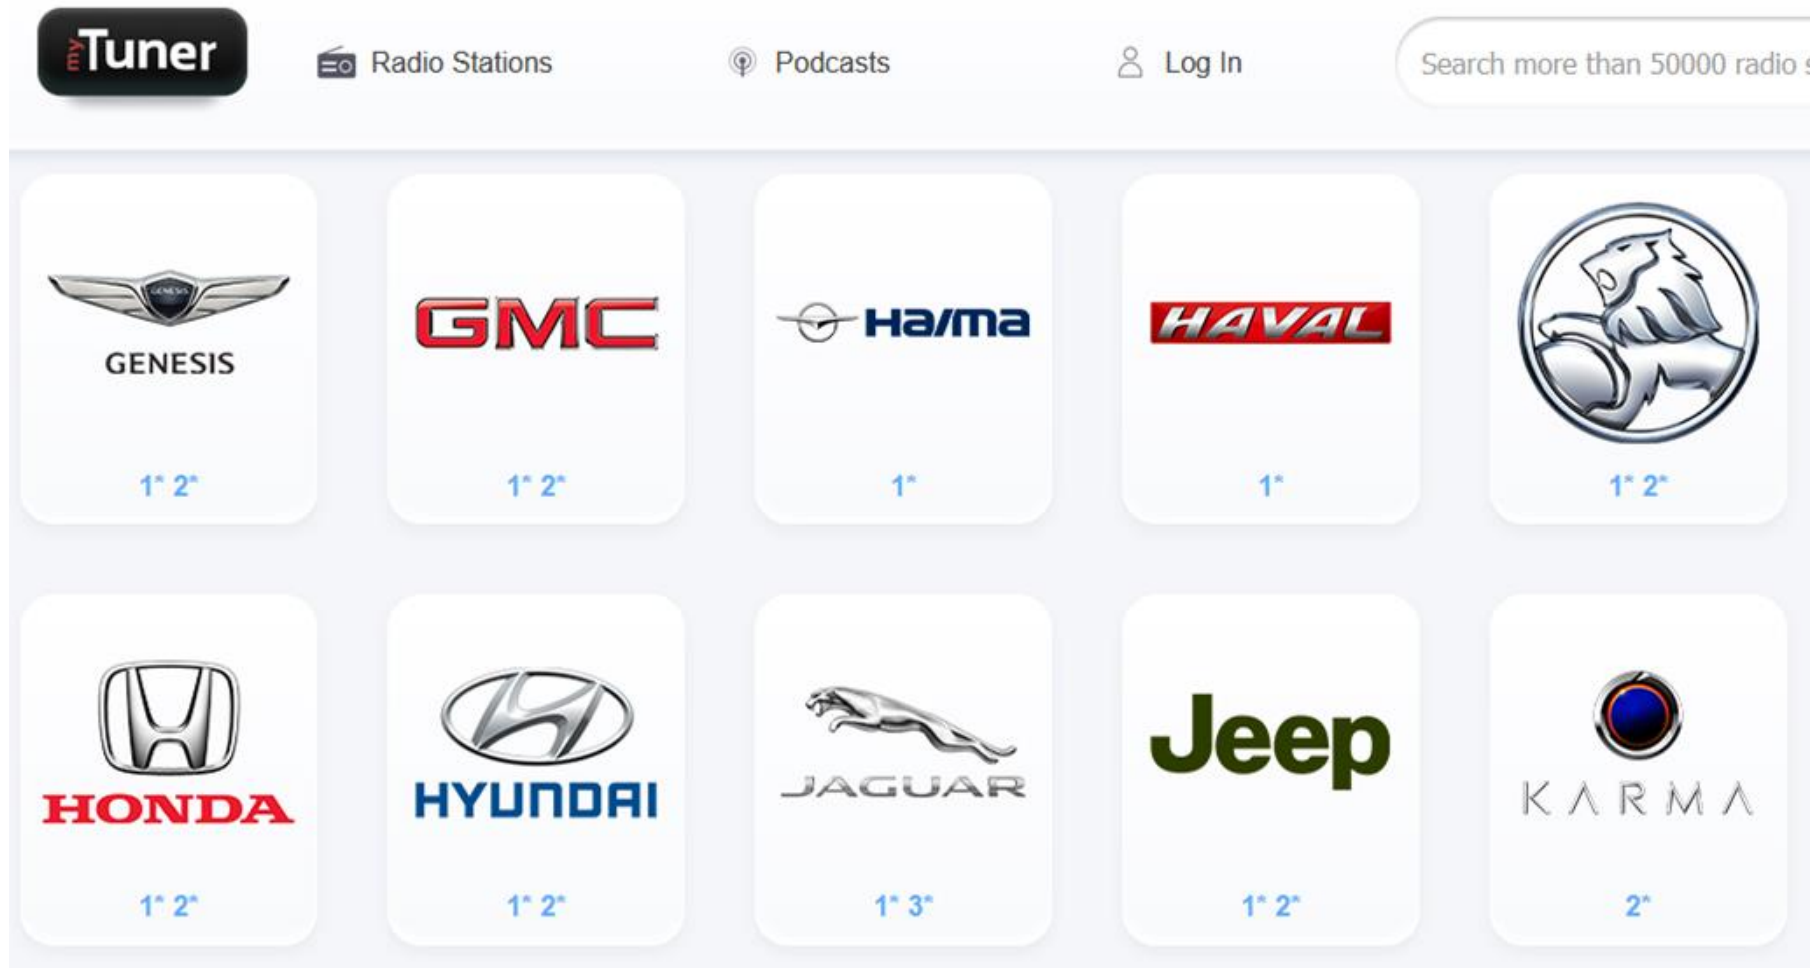 myTuner
Radio Stations
Podcasts
Log In
Search more than 50000 radio s
GENESIS
GENESIS
GMC
Haima
HAVAL
1* 2*
1* 2*
1*
1*
1* 2*
HONDA
HYUNDAI
JAGUAR
Jeep
KARMA
1* 2*
1* 2*
1* 3*
1* 2*
2*